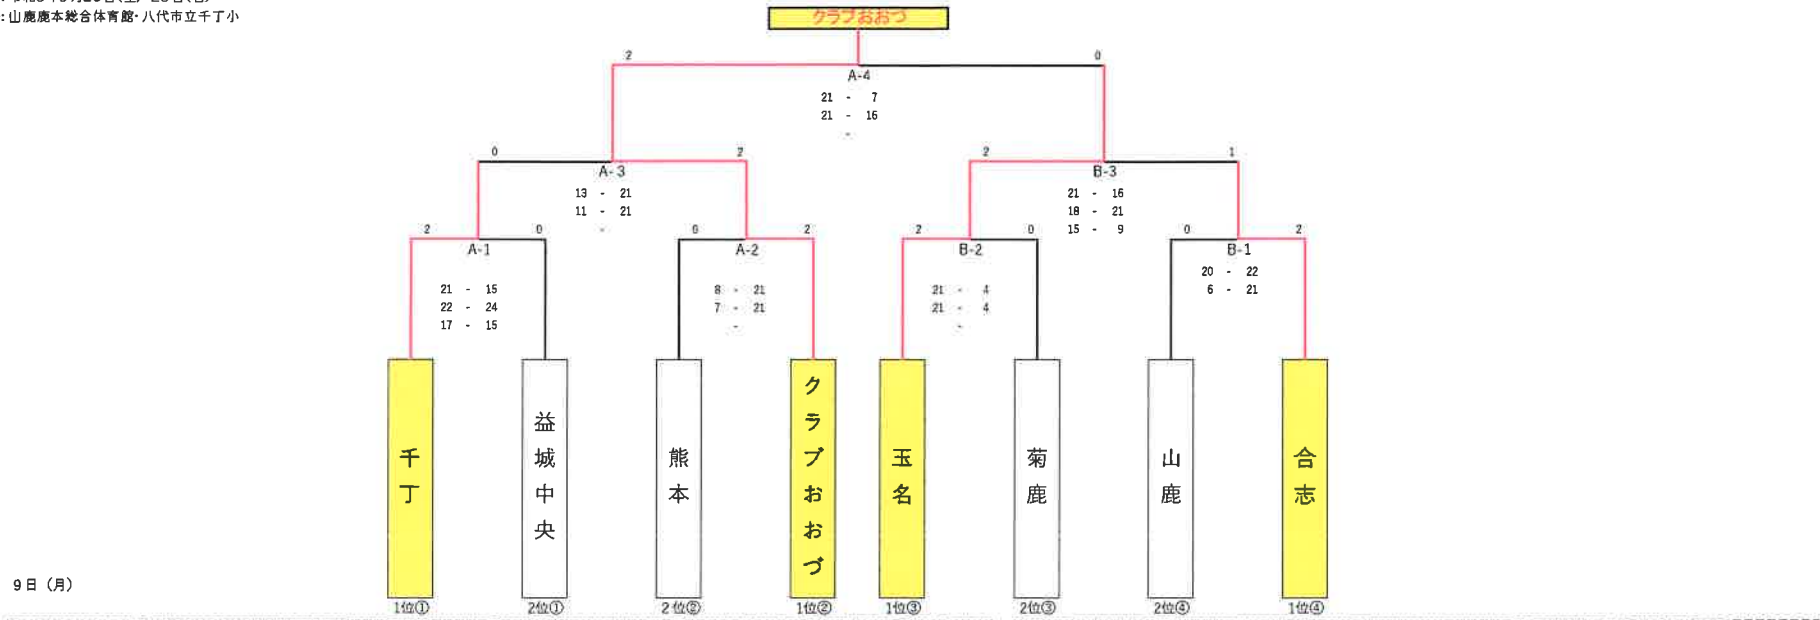 :山鹿鹿本総合体育館・八代市立千丁小
クラブおおづ
2 0
A-4
21 - 7
21 - 16
-
0 2 2 1
A-3 B-3
13 - 21 21 - 16
11 - 21 18 - 21
- 15 - 9
2 0 0 2 2 0 0 2
A-1 A-2 B-2 B-1
20 - 22
21 - 15 8 - 21 21 - 4 6 - 21
22 - 24 7 - 21 21 - 4
17 - 15 - -
千丁
益城中央
熊本
クラブおおづ
玉名
菊鹿
山鹿
合志
9日(月)
1位① 2位① 2位② 1位② 1位③ 2位③ 2位④ 1位④